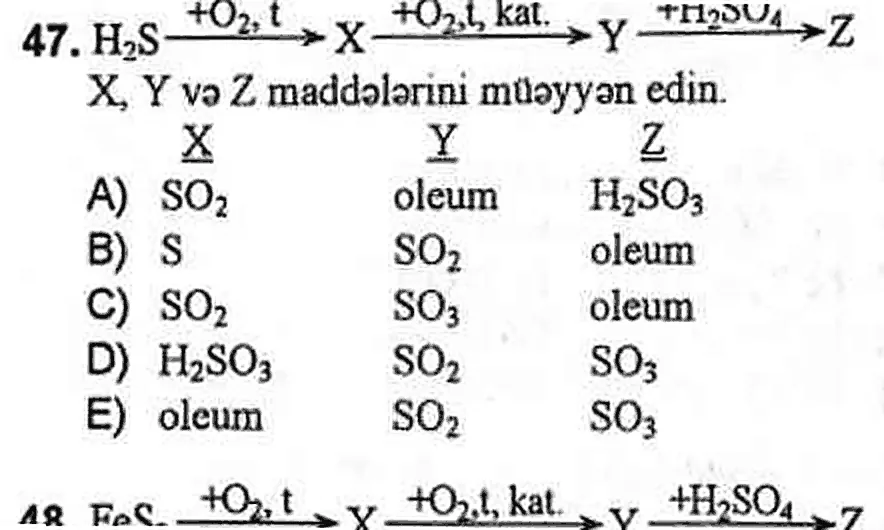 47. H₂S —+O₂, t→ X —+O₂,t, kat.→ Y —+H₂SO₄→ Z
X, Y və Z maddələrini müəyyən edin.
X Y Z
A) SO₂ oleum H₂SO₃
B) S SO₂ oleum
C) SO₂ SO₃ oleum
D) H₂SO₃ SO₂ SO₃
E) oleum SO₂ SO₃
48. FeS₂ —+O₂, t→ X —+O₂,t, kat.→ Y —+H₂SO₄→ Z